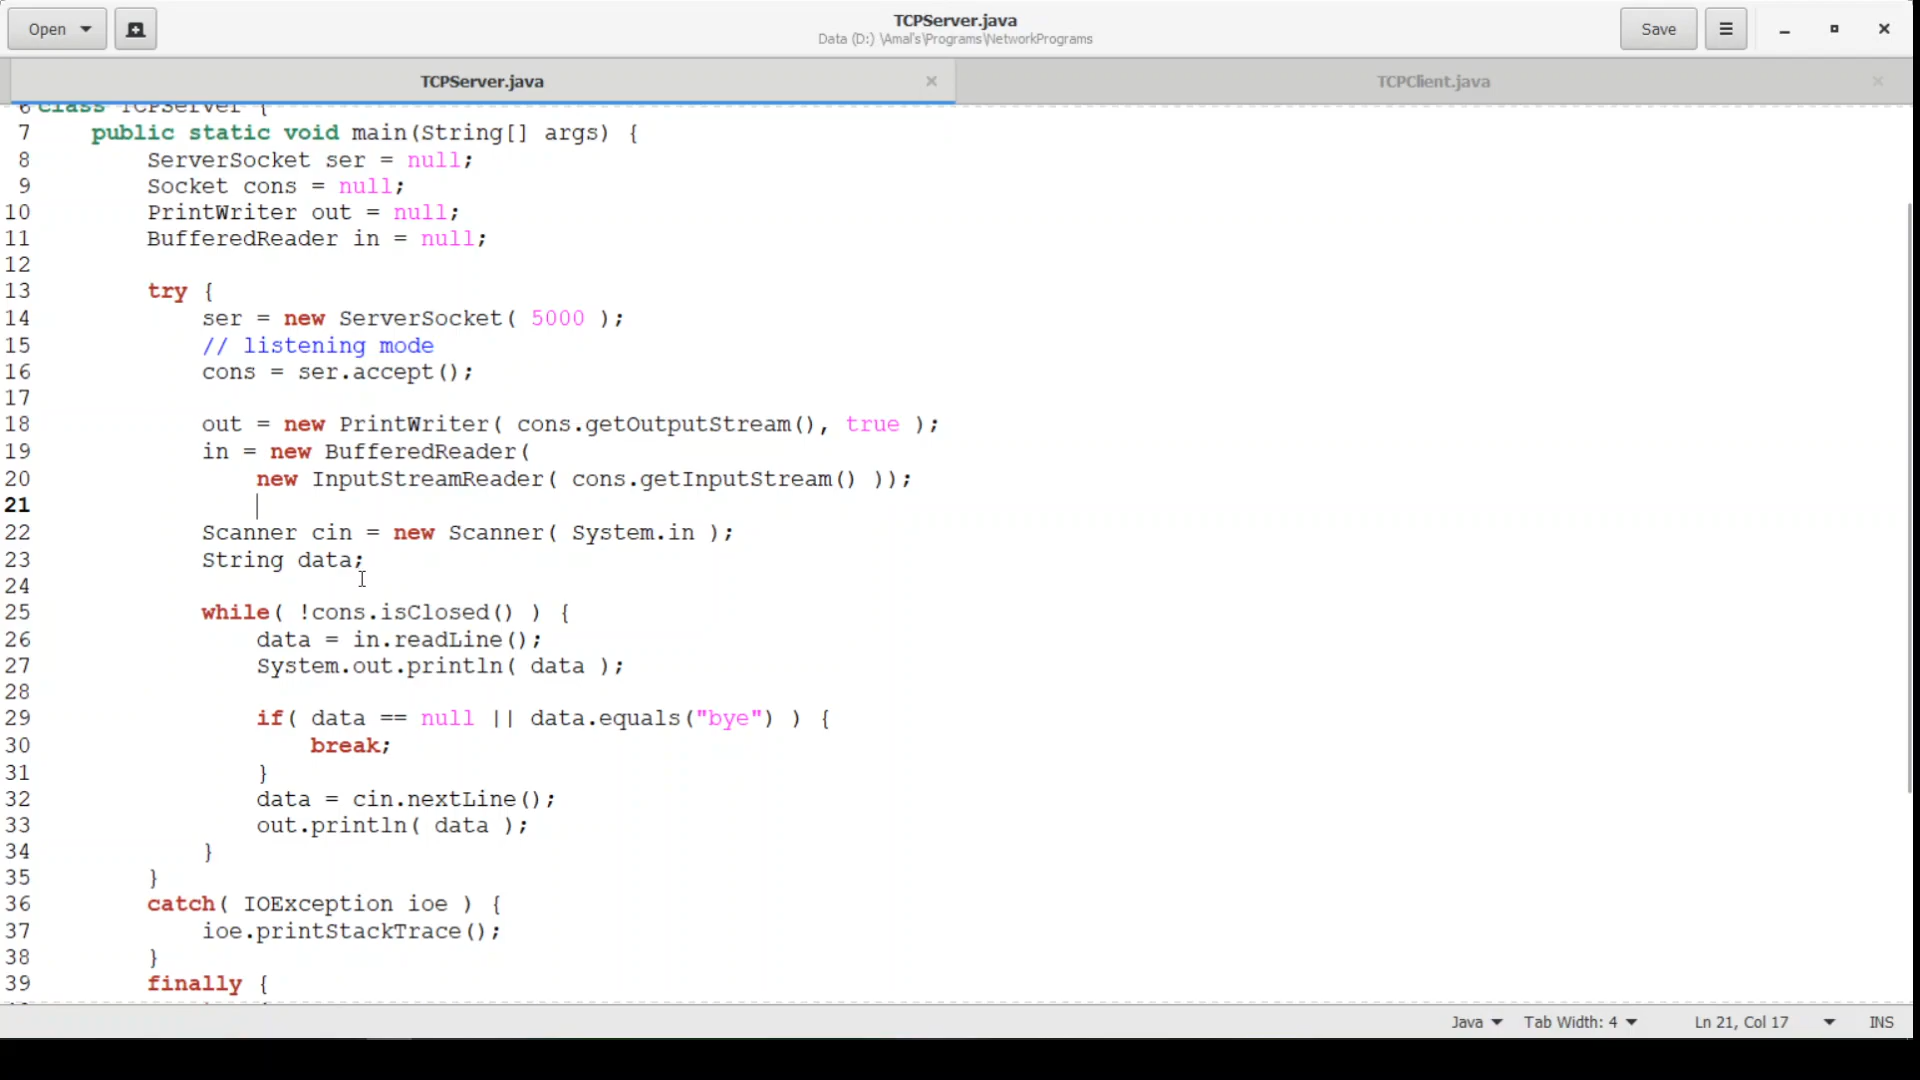 Open
TCPServer.java
Data (D:) \Amal's\Programs\NetworkPrograms
Save
TCPServer.java
TCPClient.java
6 class TCPServer {
7 public static void main(String[] args) {
8 ServerSocket ser = null;
9 Socket cons = null;
10 PrintWriter out = null;
11 BufferedReader in = null;
12
13 try {
14 ser = new ServerSocket( 5000 );
15 // listening mode
16 cons = ser.accept();
17
18 out = new PrintWriter( cons.getOutputStream(), true );
19 in = new BufferedReader(
20 new InputStreamReader( cons.getInputStream() ));
21
22 Scanner cin = new Scanner( System.in );
23 String data;
24
25 while( !cons.isClosed() ) {
26 data = in.readLine();
27 System.out.println( data );
28
29 if( data == null || data.equals("bye") ) {
30 break;
31 }
32 data = cin.nextLine();
33 out.println( data );
34 }
35 }
36 catch( IOException ioe ) {
37 ioe.printStackTrace();
38 }
39 finally {
Java Tab Width: 4 Ln 21, Col 17 INS